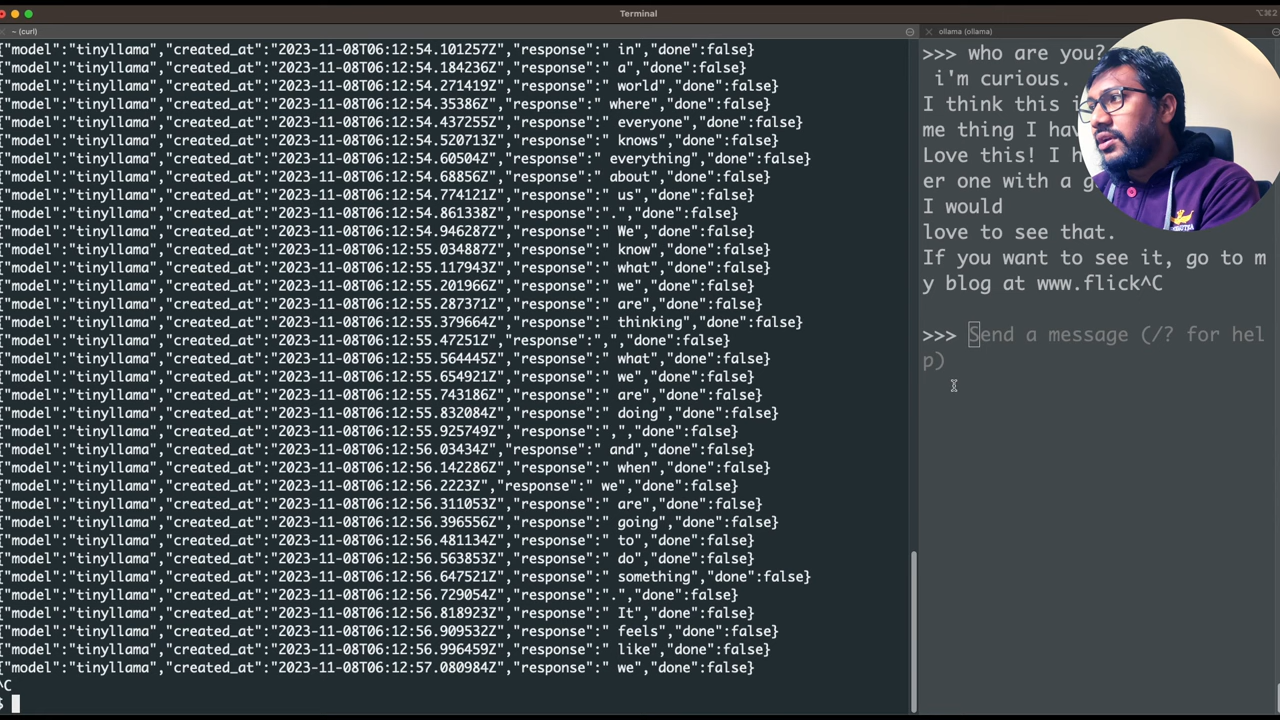 Terminal
⌥⌘2
~ (curl)
{"model":"tinyllama","created_at":"2023-11-08T06:12:54.101257Z","response":" in","done":false}
{"model":"tinyllama","created_at":"2023-11-08T06:12:54.184236Z","response":" a","done":false}
{"model":"tinyllama","created_at":"2023-11-08T06:12:54.271419Z","response":" world","done":false}
{"model":"tinyllama","created_at":"2023-11-08T06:12:54.35386Z","response":" where","done":false}
{"model":"tinyllama","created_at":"2023-11-08T06:12:54.437255Z","response":" everyone","done":false}
{"model":"tinyllama","created_at":"2023-11-08T06:12:54.520713Z","response":" knows","done":false}
{"model":"tinyllama","created_at":"2023-11-08T06:12:54.60504Z","response":" everything","done":false}
{"model":"tinyllama","created_at":"2023-11-08T06:12:54.68856Z","response":" about","done":false}
{"model":"tinyllama","created_at":"2023-11-08T06:12:54.774121Z","response":" us","done":false}
{"model":"tinyllama","created_at":"2023-11-08T06:12:54.861338Z","response":".","done":false}
{"model":"tinyllama","created_at":"2023-11-08T06:12:54.946228Z","response":" We","done":false}
{"model":"tinyllama","created_at":"2023-11-08T06:12:55.034887Z","response":" know","done":false}
{"model":"tinyllama","created_at":"2023-11-08T06:12:55.117943Z","response":" what","done":false}
{"model":"tinyllama","created_at":"2023-11-08T06:12:55.201966Z","response":" we","done":false}
{"model":"tinyllama","created_at":"2023-11-08T06:12:55.287371Z","response":" are","done":false}
{"model":"tinyllama","created_at":"2023-11-08T06:12:55.379664Z","response":" thinking","done":false}
{"model":"tinyllama","created_at":"2023-11-08T06:12:55.47251Z","response":",","done":false}
{"model":"tinyllama","created_at":"2023-11-08T06:12:55.564445Z","response":" what","done":false}
{"model":"tinyllama","created_at":"2023-11-08T06:12:55.654921Z","response":" we","done":false}
{"model":"tinyllama","created_at":"2023-11-08T06:12:55.743186Z","response":" are","done":false}
{"model":"tinyllama","created_at":"2023-11-08T06:12:55.832084Z","response":" doing","done":false}
{"model":"tinyllama","created_at":"2023-11-08T06:12:55.925749Z","response":",","done":false}
{"model":"tinyllama","created_at":"2023-11-08T06:12:56.03434Z","response":" and","done":false}
{"model":"tinyllama","created_at":"2023-11-08T06:12:56.142286Z","response":" when","done":false}
{"model":"tinyllama","created_at":"2023-11-08T06:12:56.2223Z","response":" we","done":false}
{"model":"tinyllama","created_at":"2023-11-08T06:12:56.311053Z","response":" are","done":false}
{"model":"tinyllama","created_at":"2023-11-08T06:12:56.396556Z","response":" going","done":false}
{"model":"tinyllama","created_at":"2023-11-08T06:12:56.481134Z","response":" to","done":false}
{"model":"tinyllama","created_at":"2023-11-08T06:12:56.563853Z","response":" do","done":false}
{"model":"tinyllama","created_at":"2023-11-08T06:12:56.647521Z","response":" something","done":false}
{"model":"tinyllama","created_at":"2023-11-08T06:12:56.729054Z","response":".","done":false}
{"model":"tinyllama","created_at":"2023-11-08T06:12:56.818923Z","response":" It","done":false}
{"model":"tinyllama","created_at":"2023-11-08T06:12:56.909532Z","response":" feels","done":false}
{"model":"tinyllama","created_at":"2023-11-08T06:12:56.996459Z","response":" like","done":false}
{"model":"tinyllama","created_at":"2023-11-08T06:12:57.080984Z","response":" we","done":false}
^C
$
ollama (ollama)
>>> who are you?
i'm curious.
I think this i
me thing I hav
Love this! I h
er one with a g
I would
love to see that.
If you want to see it, go to m
y blog at www.flick^C
>>> Send a message (/? for hel
p)